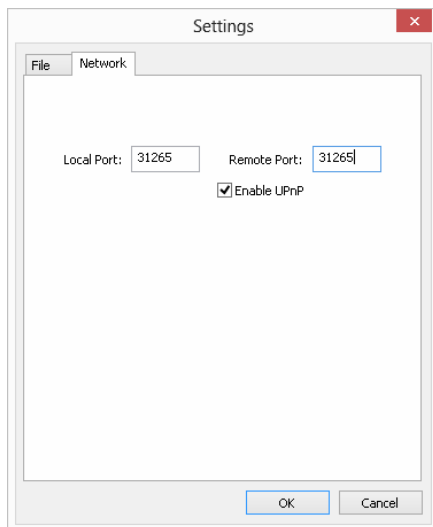 Settings
File Network
Local Port: 31265 Remote Port: 31265
Enable UPnP
OK Cancel